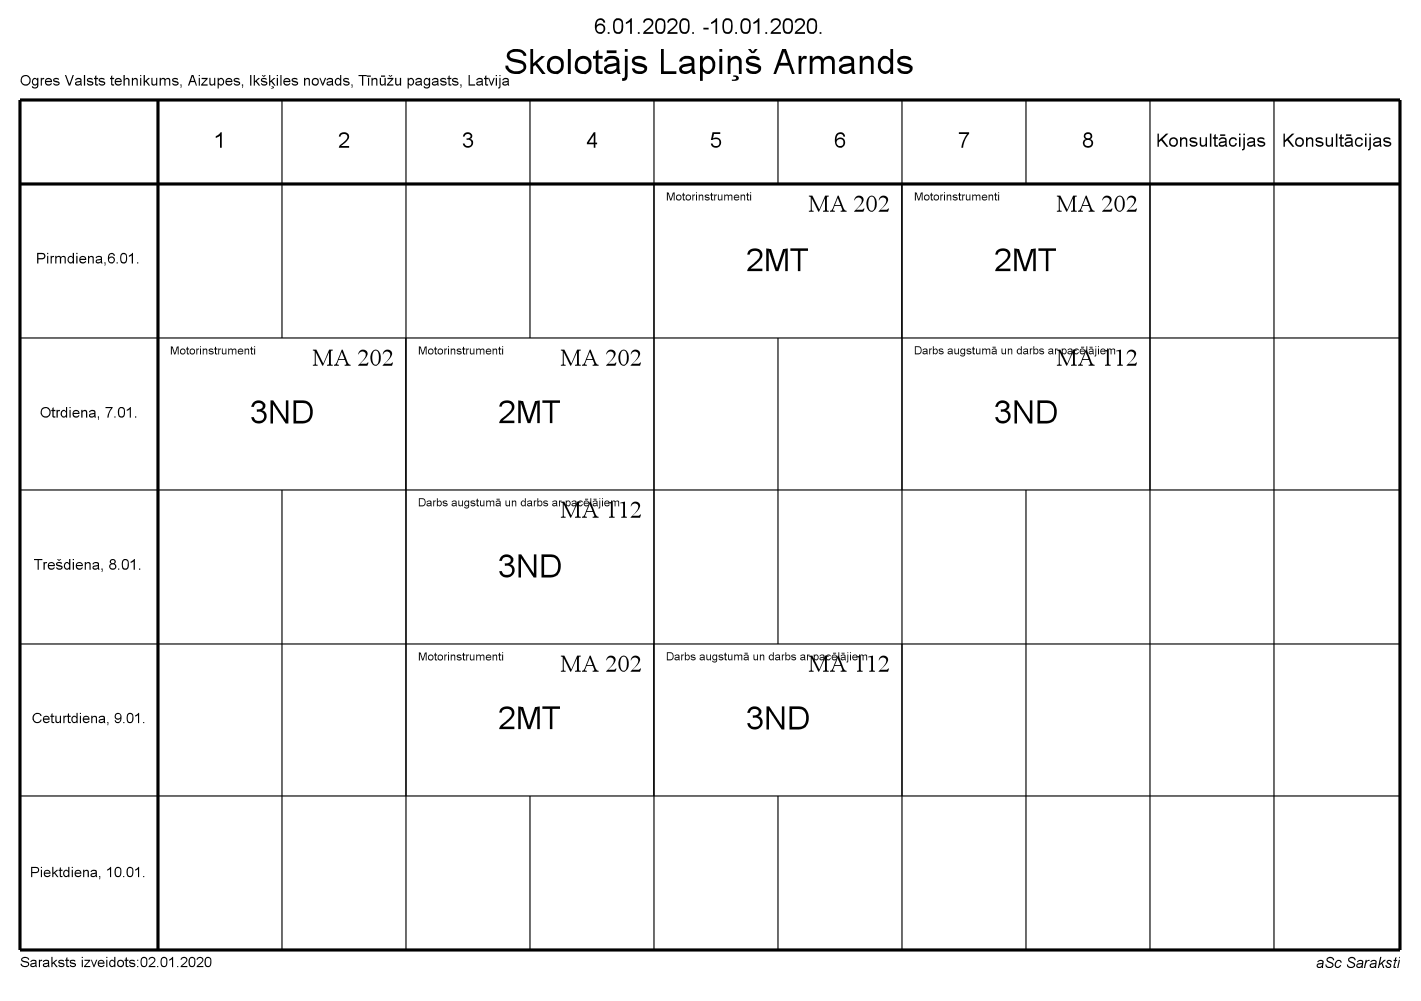 6.01.2020. -10.01.2020.
Skolotājs Lapiņš Armands
Ogres Valsts tehnikums, Aizupes, Ikšķiles novads, Tīnūžu pagasts, Latvija
1 2 3 4 5 6 7 8 Konsultācijas Konsultācijas
Motorinstrumenti MA 202 Motorinstrumenti MA 202
Pirmdiena,6.01. 2MT 2MT
Motorinstrumenti MA 202 Motorinstrumenti MA 202 Darbs augstumā un darbs ar pacēlājiem MA 112
Otrdiena, 7.01. 3ND 2MT 3ND
Darbs augstumā un darbs ar pacēlājiem MA 112
Trešdiena, 8.01. 3ND
Motorinstrumenti MA 202 Darbs augstumā un darbs ar pacēlājiem MA 112
Ceturtdiena, 9.01. 2MT 3ND
Piektdiena, 10.01.
Saraksts izveidots:02.01.2020 aSc Saraksti